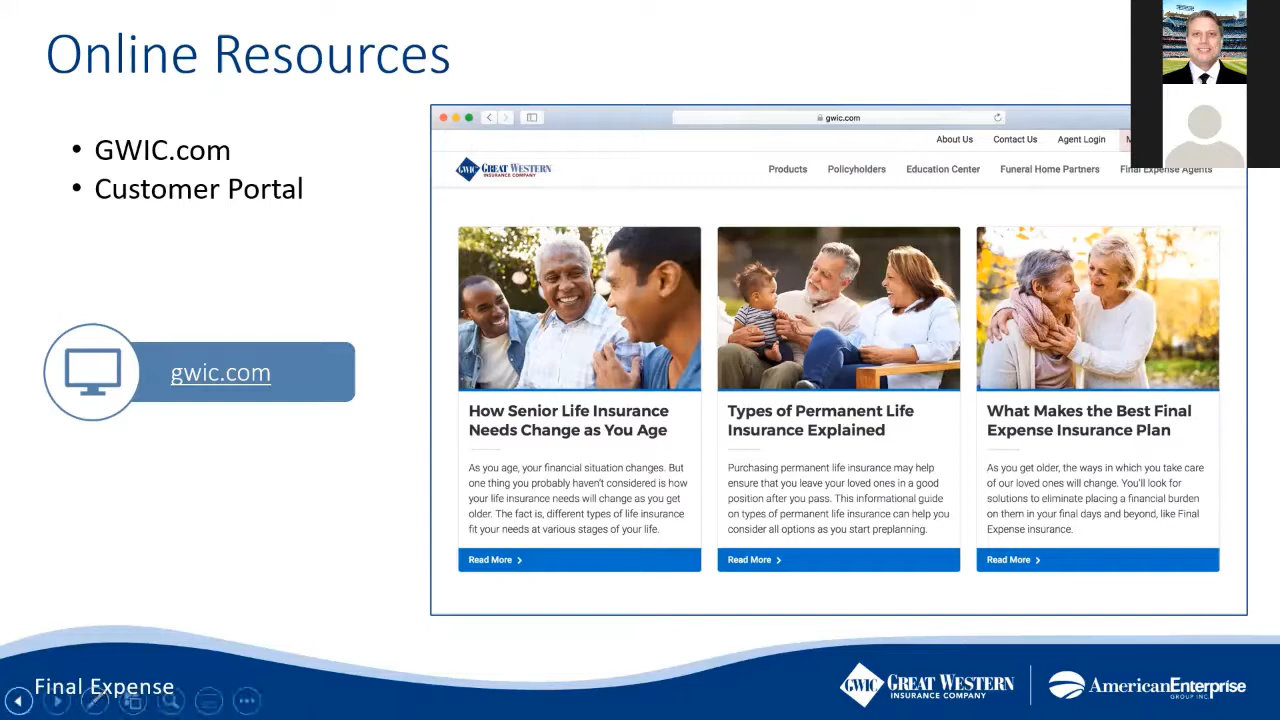 Online Resources
• GWIC.com
• Customer Portal
gwic.com
gwic.com
About Us Contact Us Agent Login
GWIC GREAT WESTERN
INSURANCE COMPANY
Products Policyholders Education Center Funeral Home Partners Final Expense Agents
How Senior Life Insurance
Needs Change as You Age
As you age, your financial situation changes. But
one thing you probably haven't considered is how
your life insurance needs will change as you get
older. The fact is, different types of life insurance
fit your needs at various stages of your life.
Read More
Types of Permanent Life
Insurance Explained
Purchasing permanent life insurance may help
ensure that you leave your loved ones in a good
position after you pass. This informational guide
on types of permanent life insurance can help you
consider all options as you start preplanning.
Read More
What Makes the Best Final
Expense Insurance Plan
As you get older, the ways in which you take care
of our loved ones will change. You'll look for
solutions to eliminate placing a financial burden
on them in your final days and beyond, like Final
Expense insurance.
Read More
Final Expense
GWIC GREAT WESTERN
INSURANCE COMPANY
AmericanEnterprise
GROUP INC